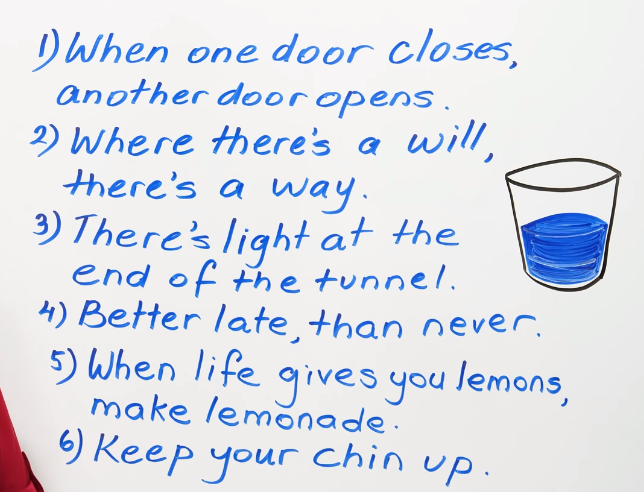 1) When one door closes,
another door opens.
2) Where there's a will,
there's a way.
3) There's light at the
end of the tunnel.
4) Better late, than never.
5) When life gives you lemons,
make lemonade.
6) Keep your chin up.